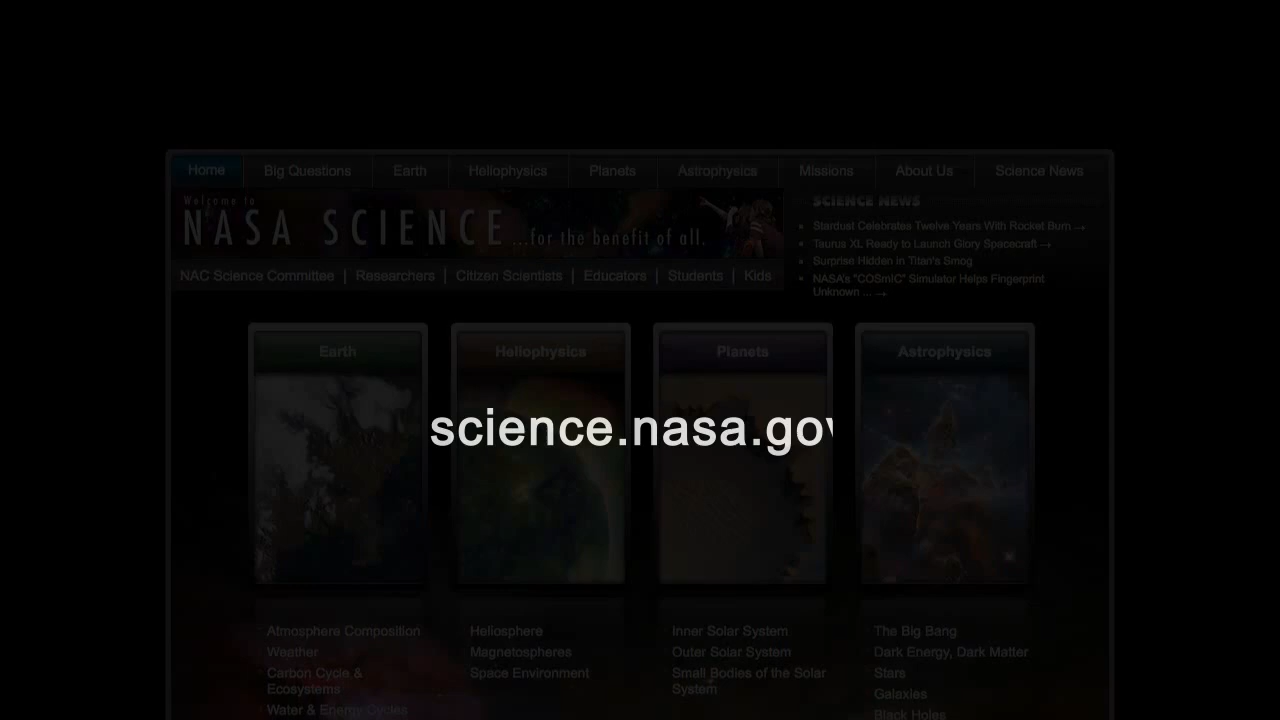 Home Big Questions Earth Heliophysics Planets Astrophysics Missions About Us Science News
Welcome to
NASA SCIENCE ...for the benefit of all.
SCIENCE NEWS
Stardust Celebrates Twelve Years With Rocket Burn →
Taurus XL Ready to Launch Glory Spacecraft →
Surprise Hidden in Titan's Smog
NASA's "COSmIC" Simulator Helps Fingerprint
Unknown ... →
NAC Science Committee | Researchers | Citizan Scientists | Educators | Students | Kids
Earth Heliophysics Planets Astrophysics
science.nasa.gov
Atmosphere Composition
Weather
Carbon Cycle &
Ecosystems
Water & Energy Cycles
Heliosphere
Magnetospheres
Space Environment
Inner Solar System
Outer Solar System
Small Bodies of the Solar
System
The Big Bang
Dark Energy, Dark Matter
Stars
Galaxies
Black Holes